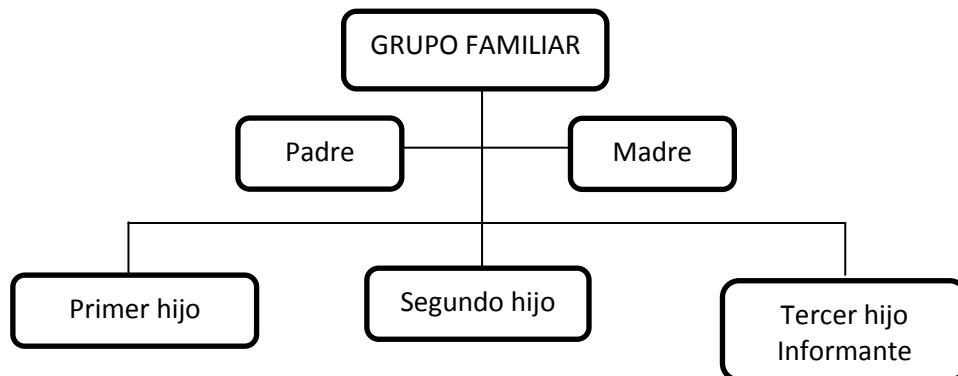 GRUPO FAMILIAR
Padre
Madre
Primer hijo
Segundo hijo
Tercer hijo
Informante